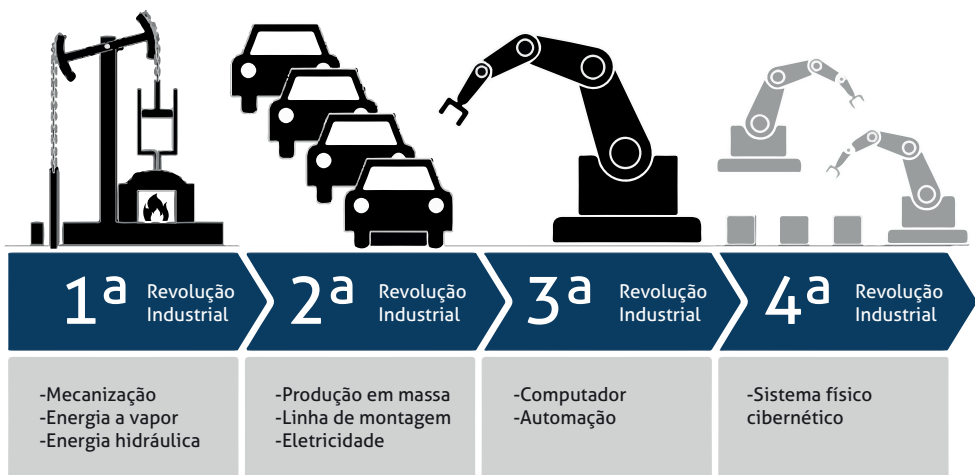 1ª Revolução
Industrial
2ª Revolução
Industrial
3ª Revolução
Industrial
4ª Revolução
Industrial
-Mecanização
-Energia a vapor
-Energia hidráulica
-Produção em massa
-Linha de montagem
-Eletricidade
-Computador
-Automação
-Sistema físico
cibernético